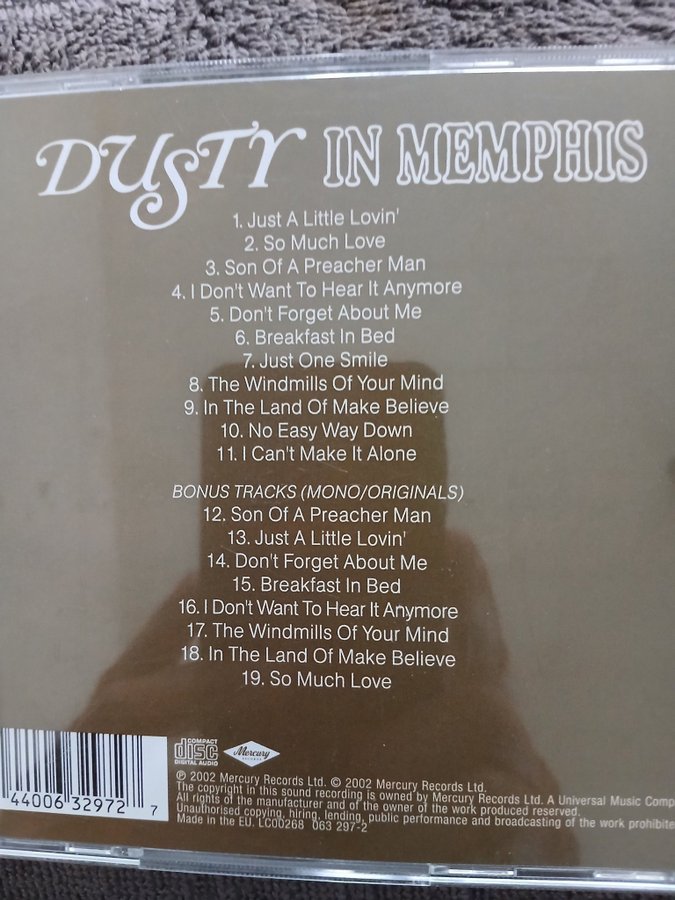 DUSTY IN MEMPHIS
1. Just A Little Lovin'
2. So Much Love
3. Son Of A Preacher Man
4. I Don't Want To Hear It Anymore
5. Don't Forget About Me
6. Breakfast In Bed
7. Just One Smile
8. The Windmills Of Your Mind
9. In The Land Of Make Believe
10. No Easy Way Down
11. I Can't Make It Alone
BONUS TRACKS (MONO/ORIGINALS)
12. Son Of A Preacher Man
13. Just A Little Lovin'
14. Don't Forget About Me
15. Breakfast In Bed
16. I Don't Want To Hear It Anymore
17. The Windmills Of Your Mind
18. In The Land Of Make Believe
19. So Much Love
COMPACT
disc
DIGITAL AUDIO
Mercury
RECORDS
44006 32972 7
℗ 2002 Mercury Records Ltd. © 2002 Mercury Records Ltd.
The copyright in this sound recording is owned by Mercury Records Ltd. A Universal Music Comp
All rights of the manufacturer and of the owner of the work produced reserved.
Unauthorised copying, hiring, lending, public performance and broadcasting of the work prohibite
Made in the EU. LC00268 063 297-2